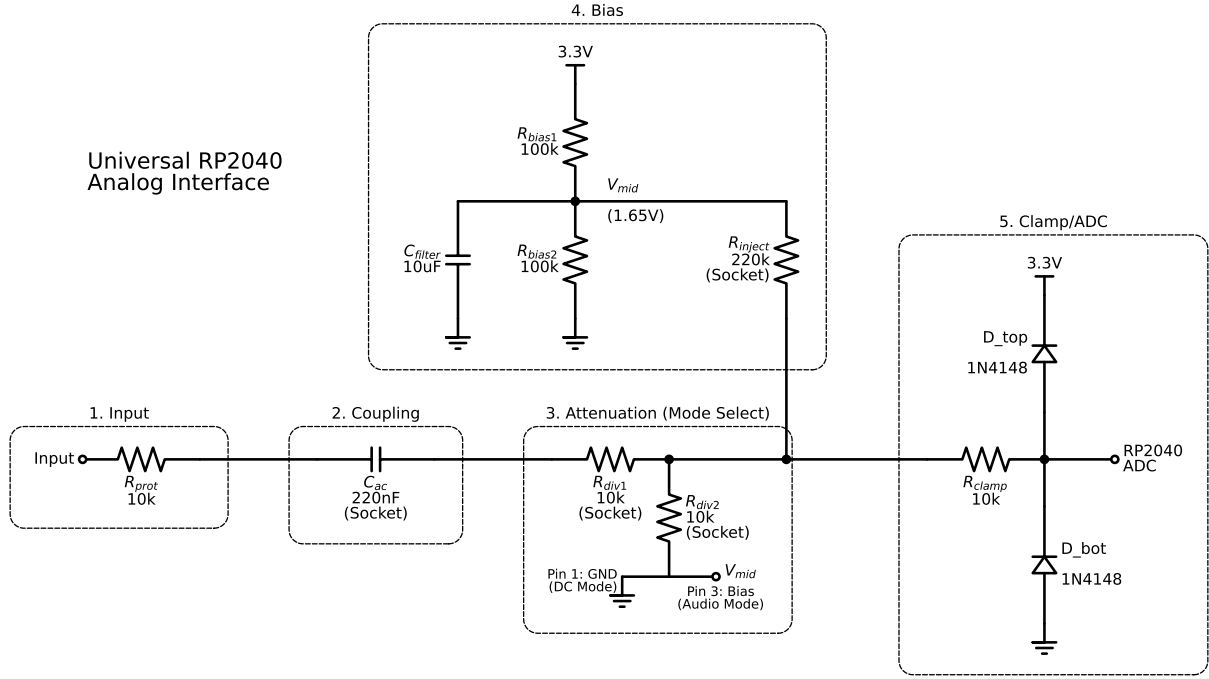 4. Bias
3.3V
Universal RP2040
Analog Interface
R_bias1
100k
V_mid
(1.65V)
C_filter
10uF
R_bias2
100k
R_inject
220k
(Socket)
5. Clamp/ADC
3.3V
D_top
1N4148
1. Input
Input
R_prot
10k
2. Coupling
C_ac
220nF
(Socket)
3. Attenuation (Mode Select)
R_div1
10k
(Socket)
R_div2
10k
(Socket)
Pin 1: GND
(DC Mode)
V_mid
Pin 3: Bias
(Audio Mode)
R_clamp
10k
RP2040
ADC
D_bot
1N4148